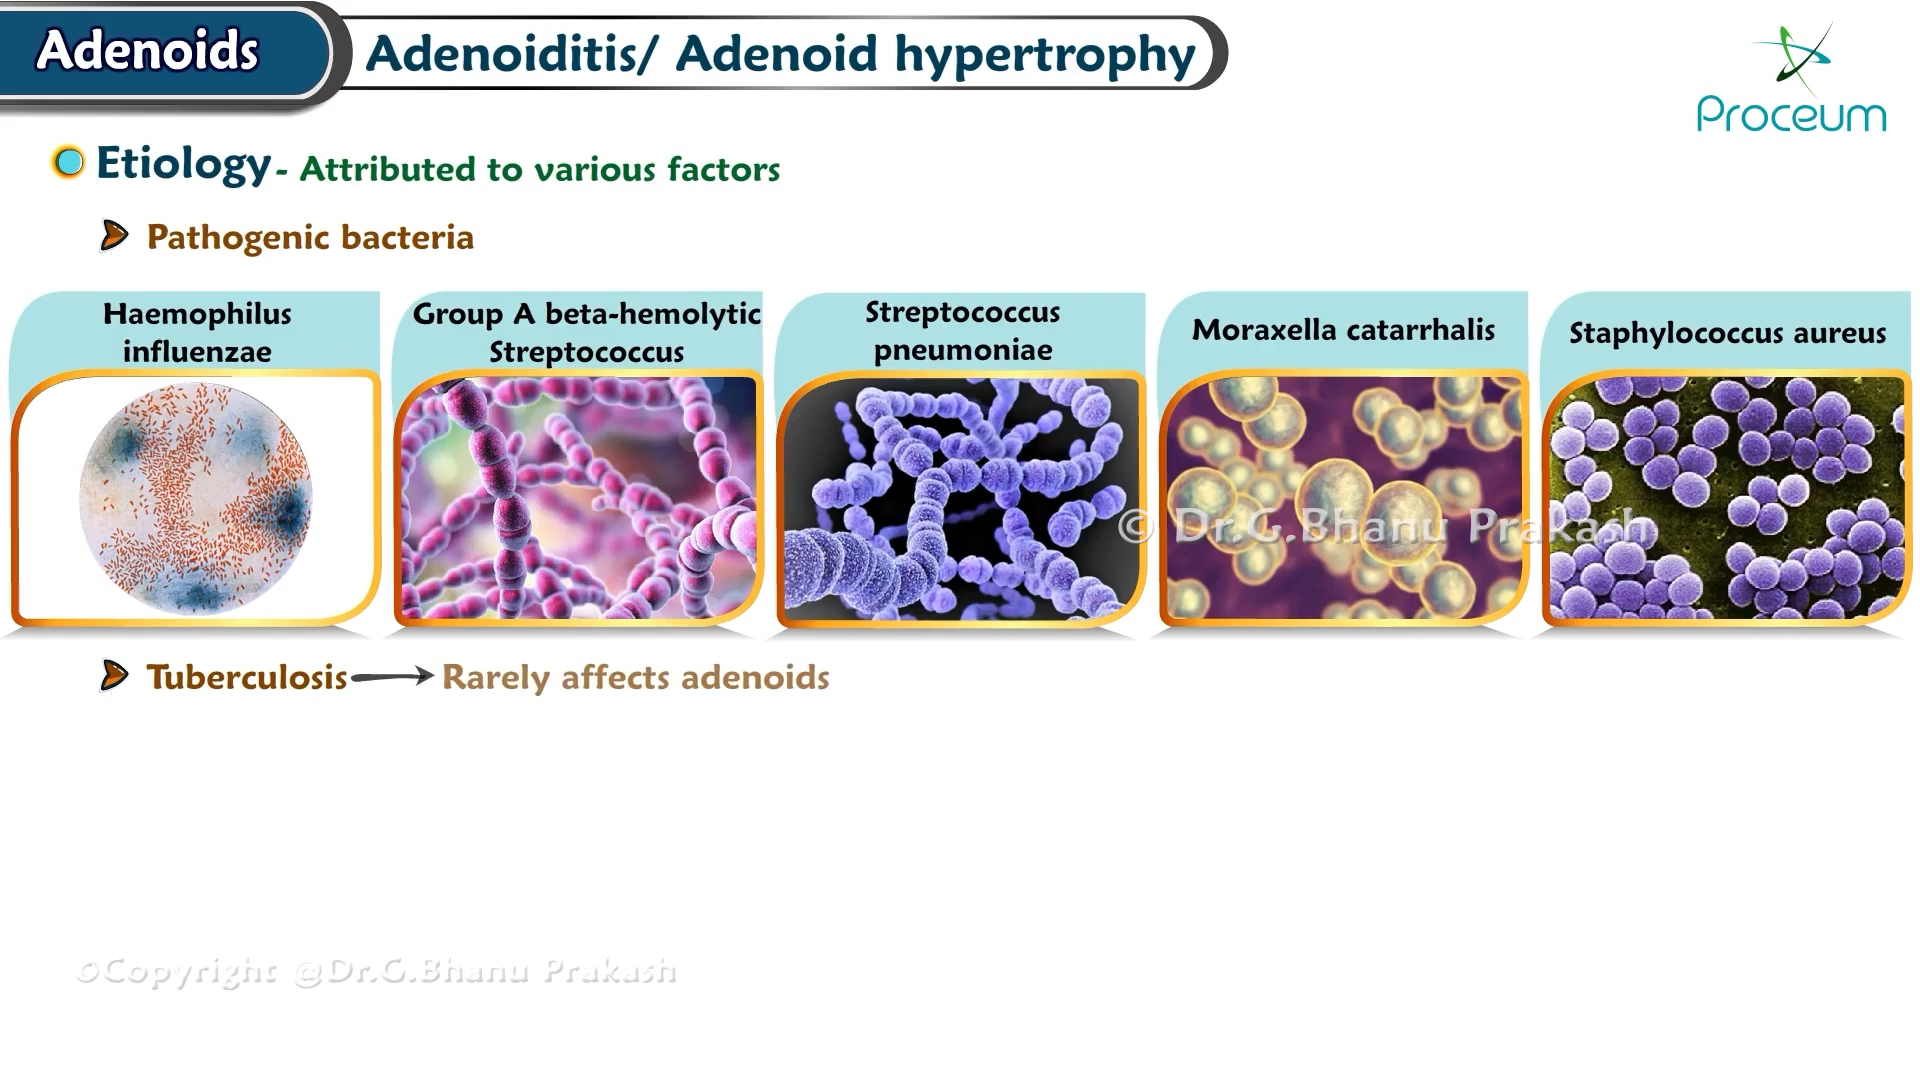 Adenoids
Adenoiditis/ Adenoid hypertrophy
Proceum
Etiology - Attributed to various factors
Pathogenic bacteria
Haemophilus
influenzae
Group A beta-hemolytic
Streptococcus
Streptococcus
pneumoniae
Moraxella catarrhalis
Staphylococcus aureus
© Dr.G.Bhanu Prakash
Tuberculosis Rarely affects adenoids
©Copyright @Dr.G.Bhanu Prakash